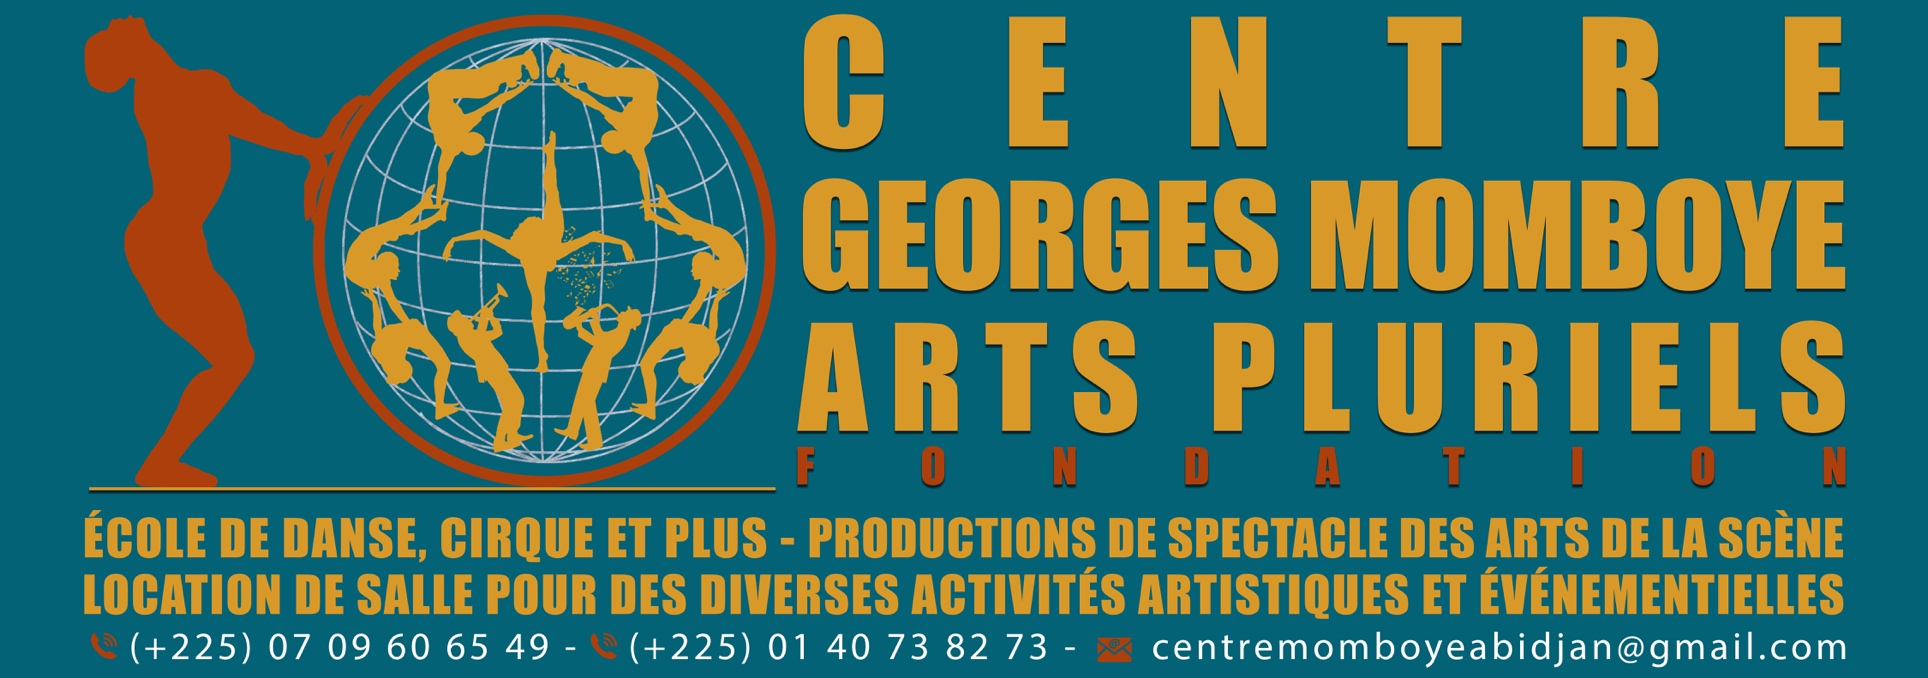 CENTRE
GEORGES MOMBOYE
ARTS PLURIELS
FONDATION
ÉCOLE DE DANSE, CIRQUE ET PLUS - PRODUCTIONS DE SPECTACLE DES ARTS DE LA SCÈNE
LOCATION DE SALLE POUR DES DIVERSES ACTIVITÉS ARTISTIQUES ET ÉVÉNEMENTIELLES
(+225) 07 09 60 65 49 - (+225) 01 40 73 82 73 - centremomboyeabidjan@gmail.com